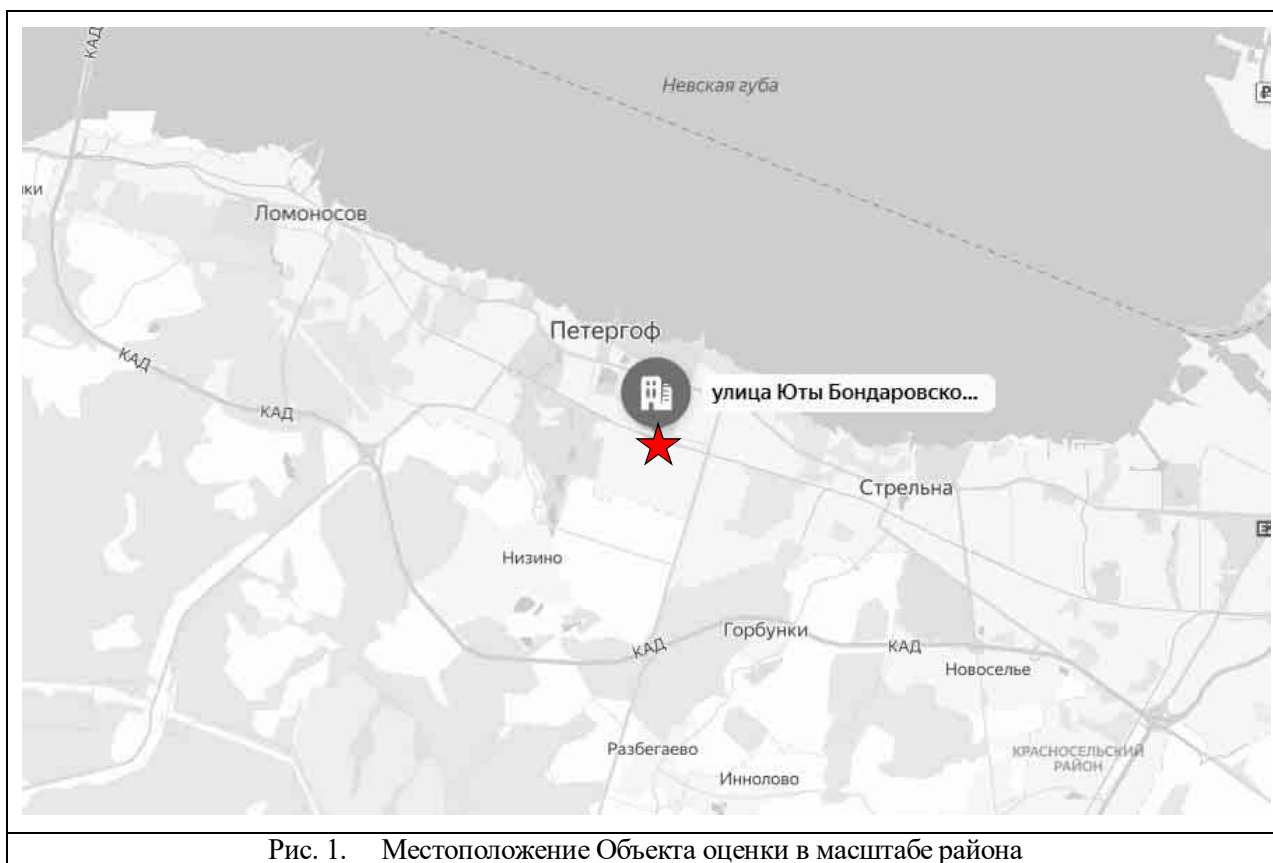 КАД
Невская губа
₽
ки
Ломоносов
Петергоф
КАД
улица Юты Бондаровско...
КАД
Стрельна
Низино
КАД
Горбунки
КАД
Новоселье
Разбегаево
Иннолово
КРАСНОСЕЛЬСКИЙ
РАЙОН
Рис. 1. Местоположение Объекта оценки в масштабе района